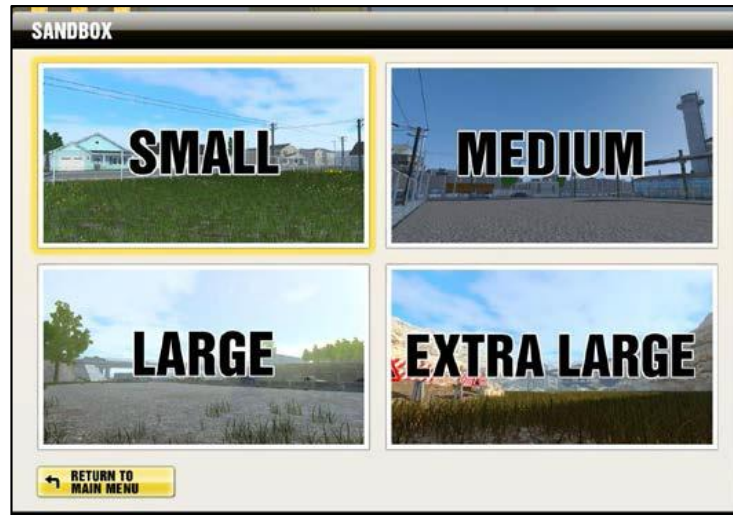 SANDBOX
SMALL
MEDIUM
LARGE
EXTRA LARGE
RETURN TO
MAIN MENU